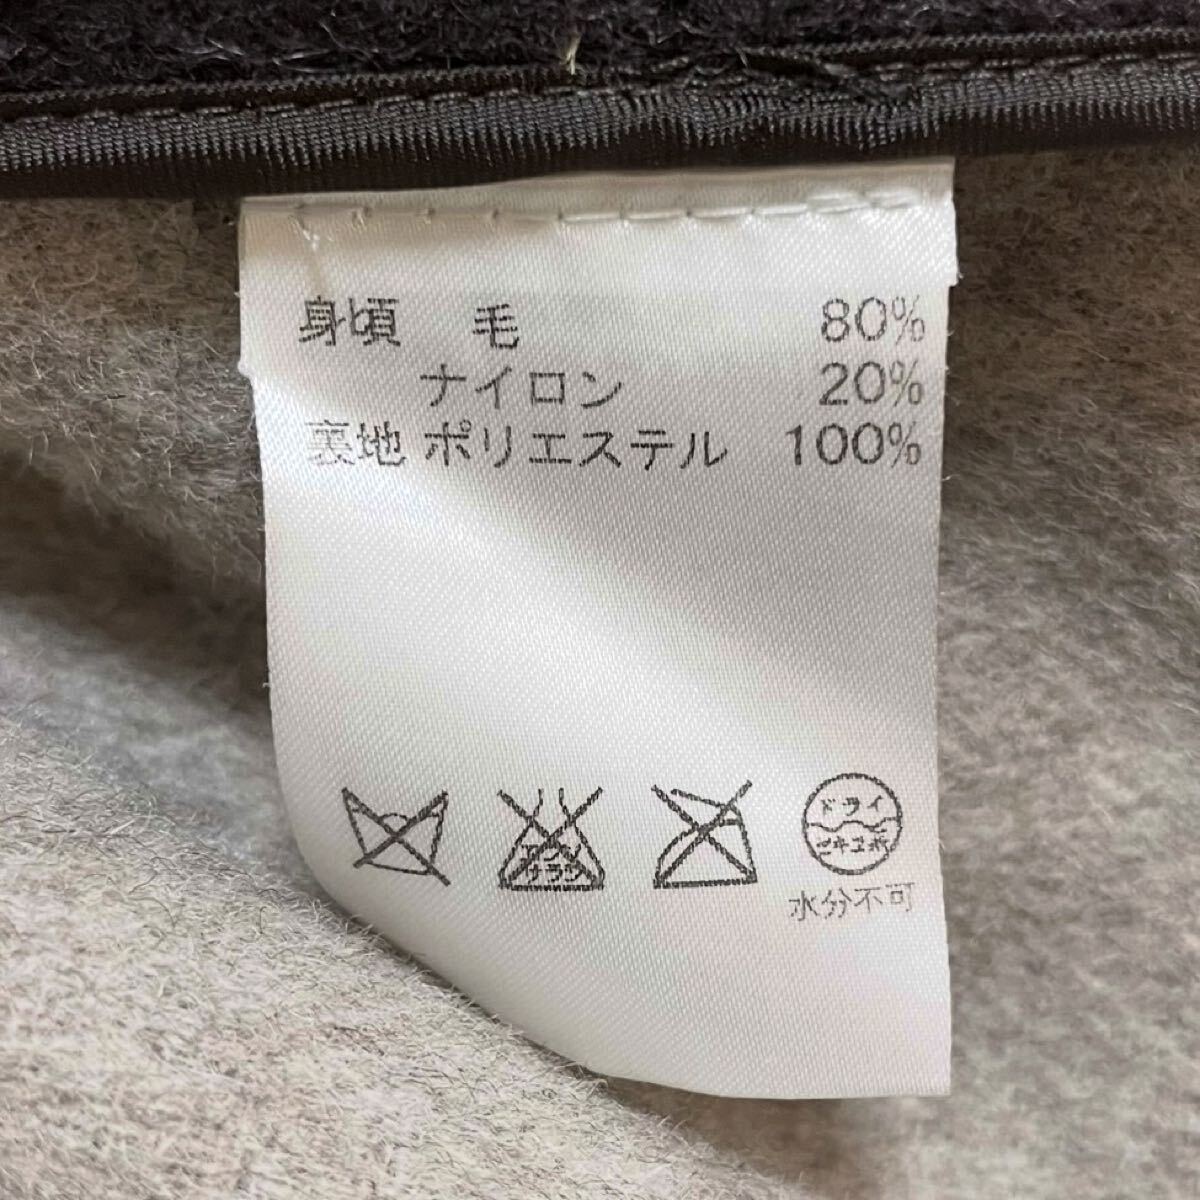 身頃 毛 80%
ナイロン 20%
裏地 ポリエステル 100%
エンソ
サラシ
ドライ
セキユ系
水分不可